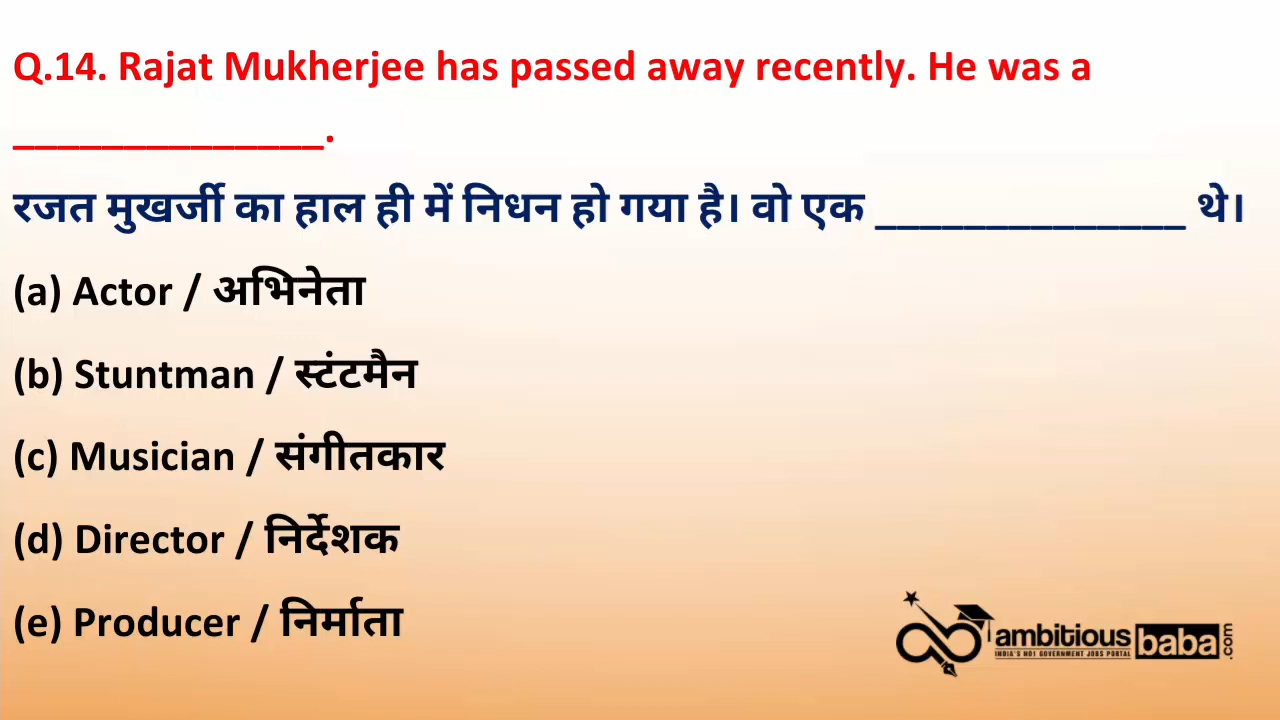 Q.14. Rajat Mukherjee has passed away recently. He was a
______________.
रजत मुखर्जी का हाल ही में निधन हो गया है। वो एक ______________ थे।
(a) Actor / अभिनेता
(b) Stuntman / स्टंटमैन
(c) Musician / संगीतकार
(d) Director / निर्देशक
(e) Producer / निर्माता
ambitiousbaba.com
INDIA'S NO1 GOVERNMENT JOBS PORTAL